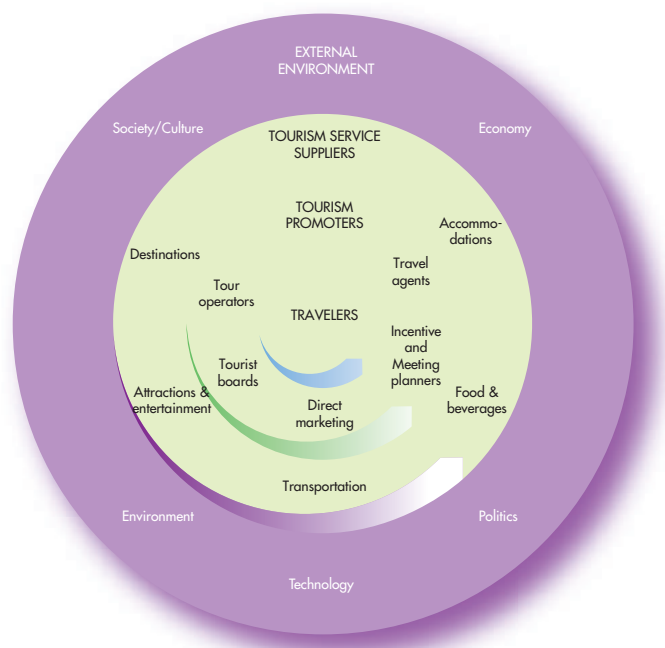 EXTERNAL
ENVIRONMENT
Society/Culture
Economy
TOURISM SERVICE
SUPPLIERS
TOURISM
PROMOTERS
Accommo-
dations
Destinations
Travel
agents
Tour
operators
TRAVELERS
Incentive
and
Meeting
planners
Tourist
boards
Attractions &
entertainment
Food &
beverages
Direct
marketing
Transportation
Environment
Politics
Technology